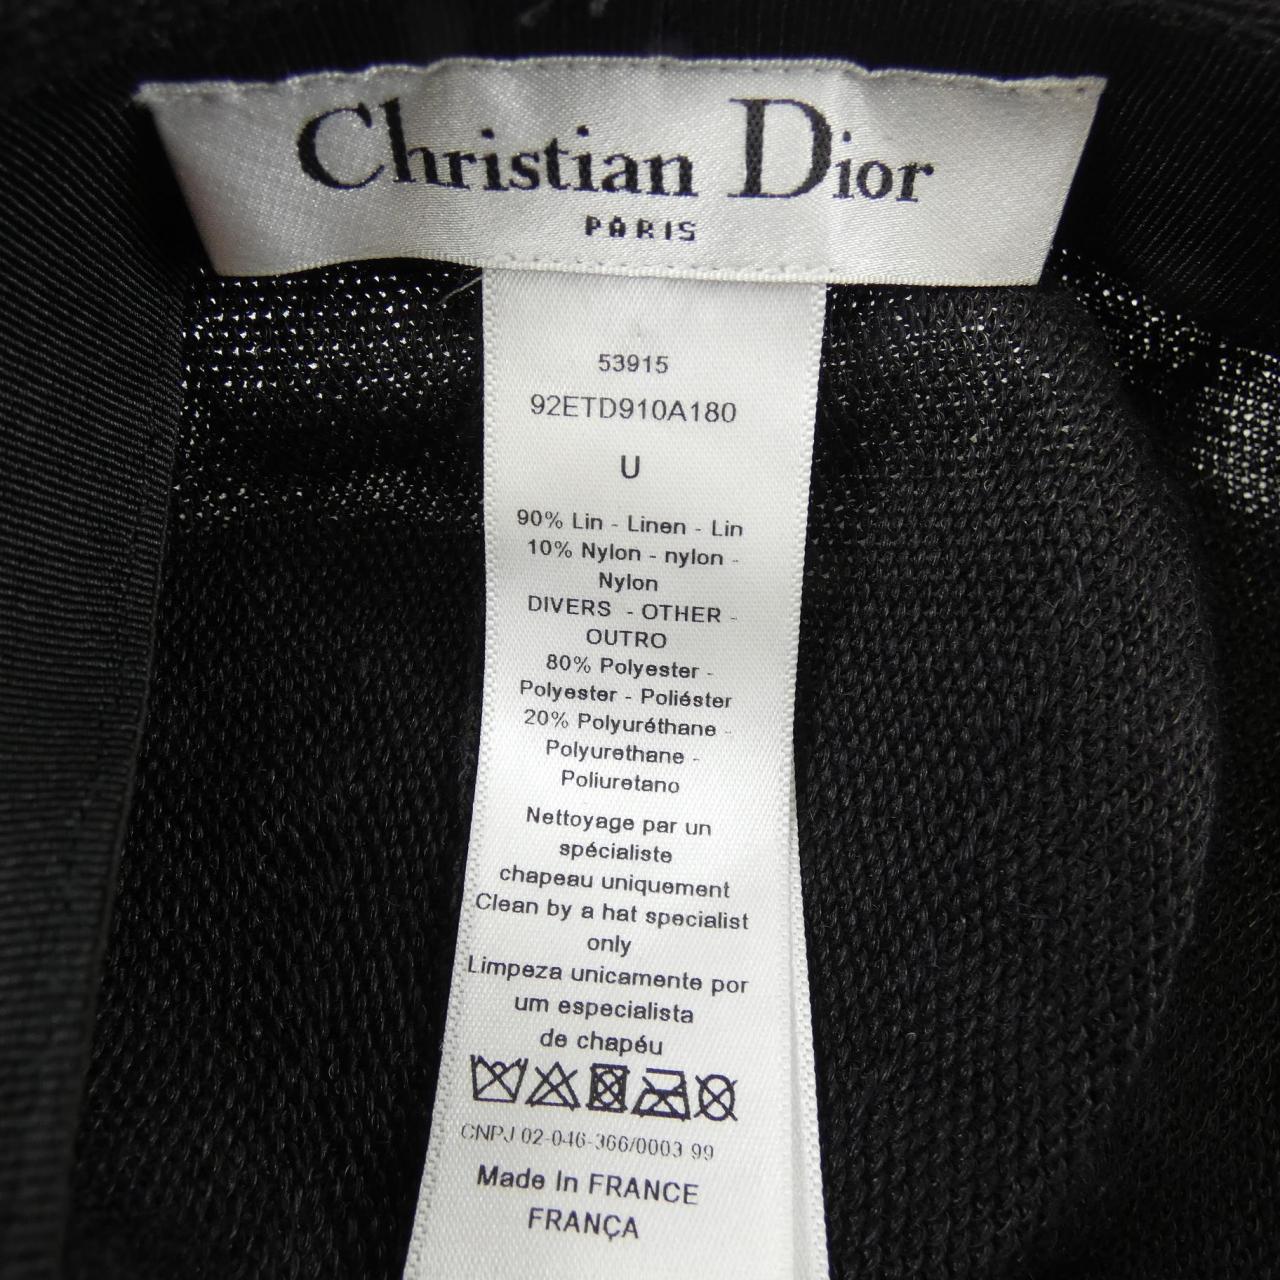 Christian Dior
PARIS
53915
92ETD910A180
U
90% Lin - Linen - Lin
10% Nylon - nylon -
Nylon
DIVERS - OTHER -
OUTRO
80% Polyester -
Polyester - Poliéster
20% Polyuréthane -
Polyurethane -
Poliuretano
Nettoyage par un
spécialiste
chapeau uniquement
Clean by a hat specialist
only
Limpeza unicamente por
um especialista
de chapéu
CNPJ 02-046-366/0003 99
Made In FRANCE
FRANÇA